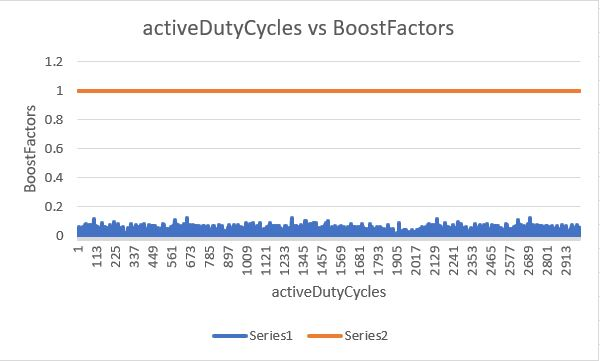 activeDutyCycles vs BoostFactors
1.2
1
0.8
0.6
0.4
0.2
0
BoostFactors
1 113 225 337 449 561 673 785 897 1009 1121 1233 1345 1457 1569 1681 1793 1905 2017 2129 2241 2353 2465 2577 2689 2801 2913
activeDutyCycles
Series1 Series2